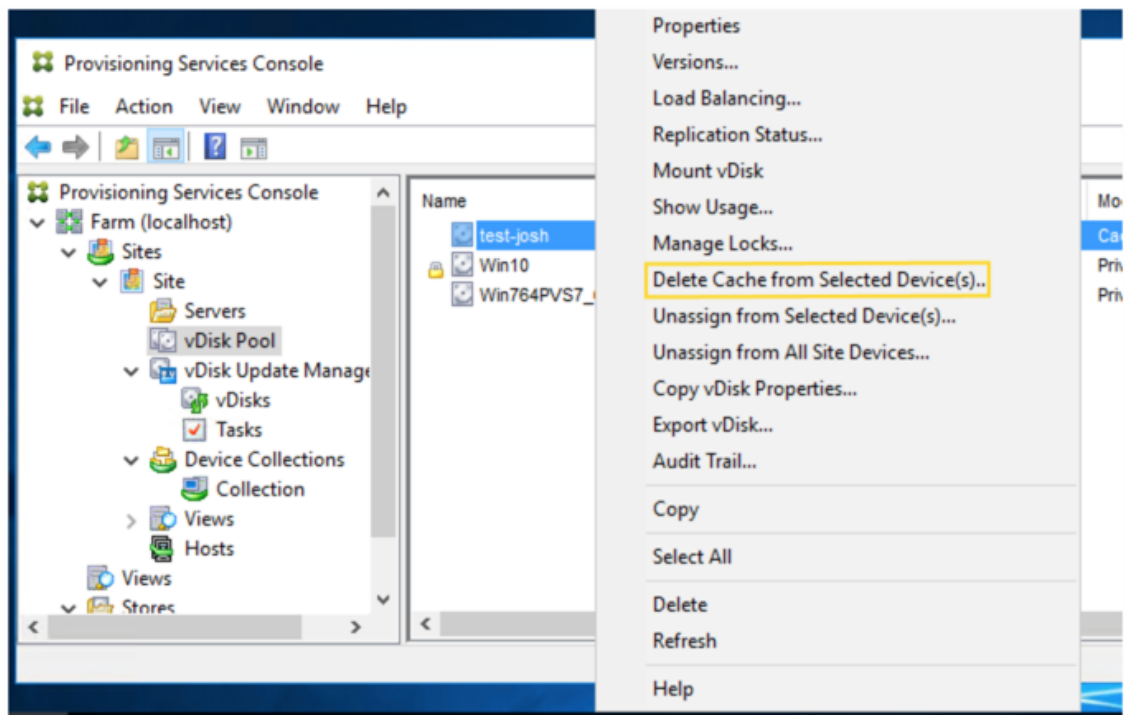 Provisioning Services Console
File Action View Window Help
Provisioning Services Console
Farm (localhost)
Sites
Site
Servers
vDisk Pool
vDisk Update Manage
vDisks
Tasks
Device Collections
Collection
Views
Hosts
Views
Stores
Name
test-josh
Win10
Win764PVS7_
Properties
Versions...
Load Balancing...
Replication Status...
Mount vDisk
Show Usage...
Manage Locks...
Delete Cache from Selected Device(s)..
Unassign from Selected Device(s)...
Unassign from All Site Devices...
Copy vDisk Properties...
Export vDisk...
Audit Trail...
Copy
Select All
Delete
Refresh
Help
Mo
Ca
Priv
Priv